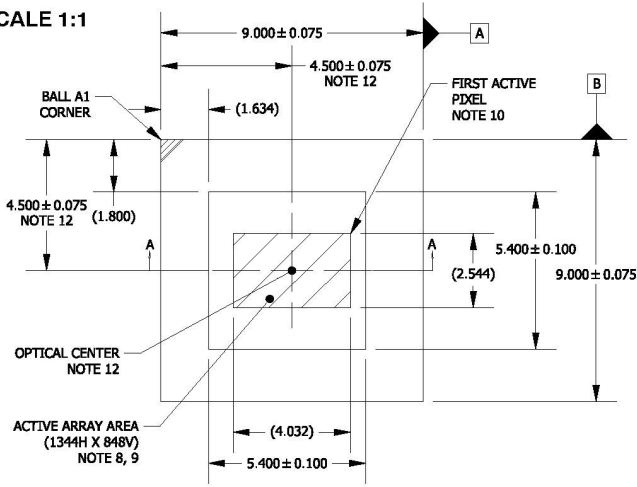 CALE 1:1
9.000 ± 0.075
A
4.500 ± 0.075
NOTE 12
B
BALL A1
CORNER
(1.634)
FIRST ACTIVE
PIXEL
NOTE 10
4.500 ± 0.075
NOTE 12
(1.800)
A
A
5.400 ± 0.100
(2.544)
9.000 ± 0.075
OPTICAL CENTER
NOTE 12
ACTIVE ARRAY AREA
(1344H X 848V)
NOTE 8, 9
(4.032)
5.400 ± 0.100